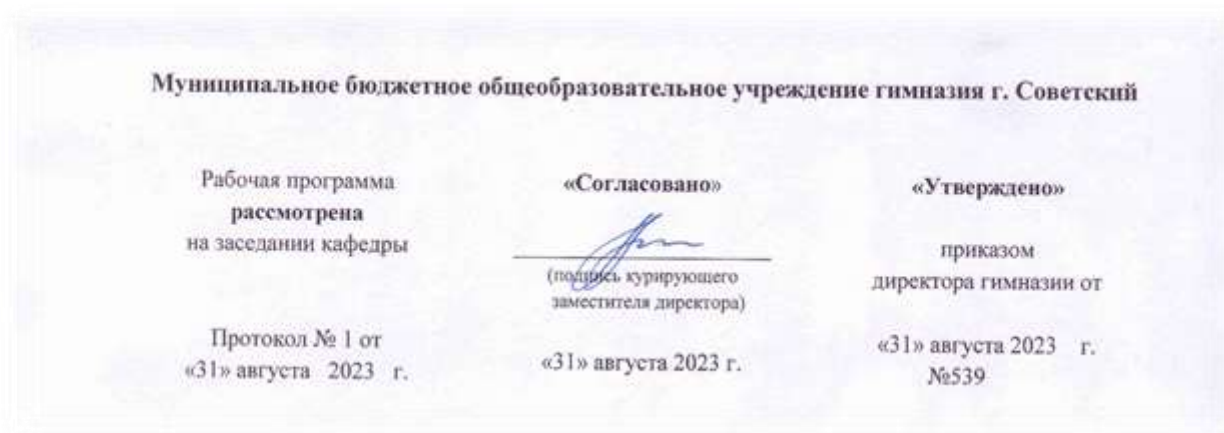 Муниципальное бюджетное общеобразовательное учреждение гимназия г. Советский
Рабочая программа
рассмотрена
на заседании кафедры
Протокол № 1 от
«31» августа 2023 г.
«Согласовано»
(подпись курирующего
заместителя директора)
«31» августа 2023 г.
«Утверждено»
приказом
директора гимназии от
«31» августа 2023 г.
№539